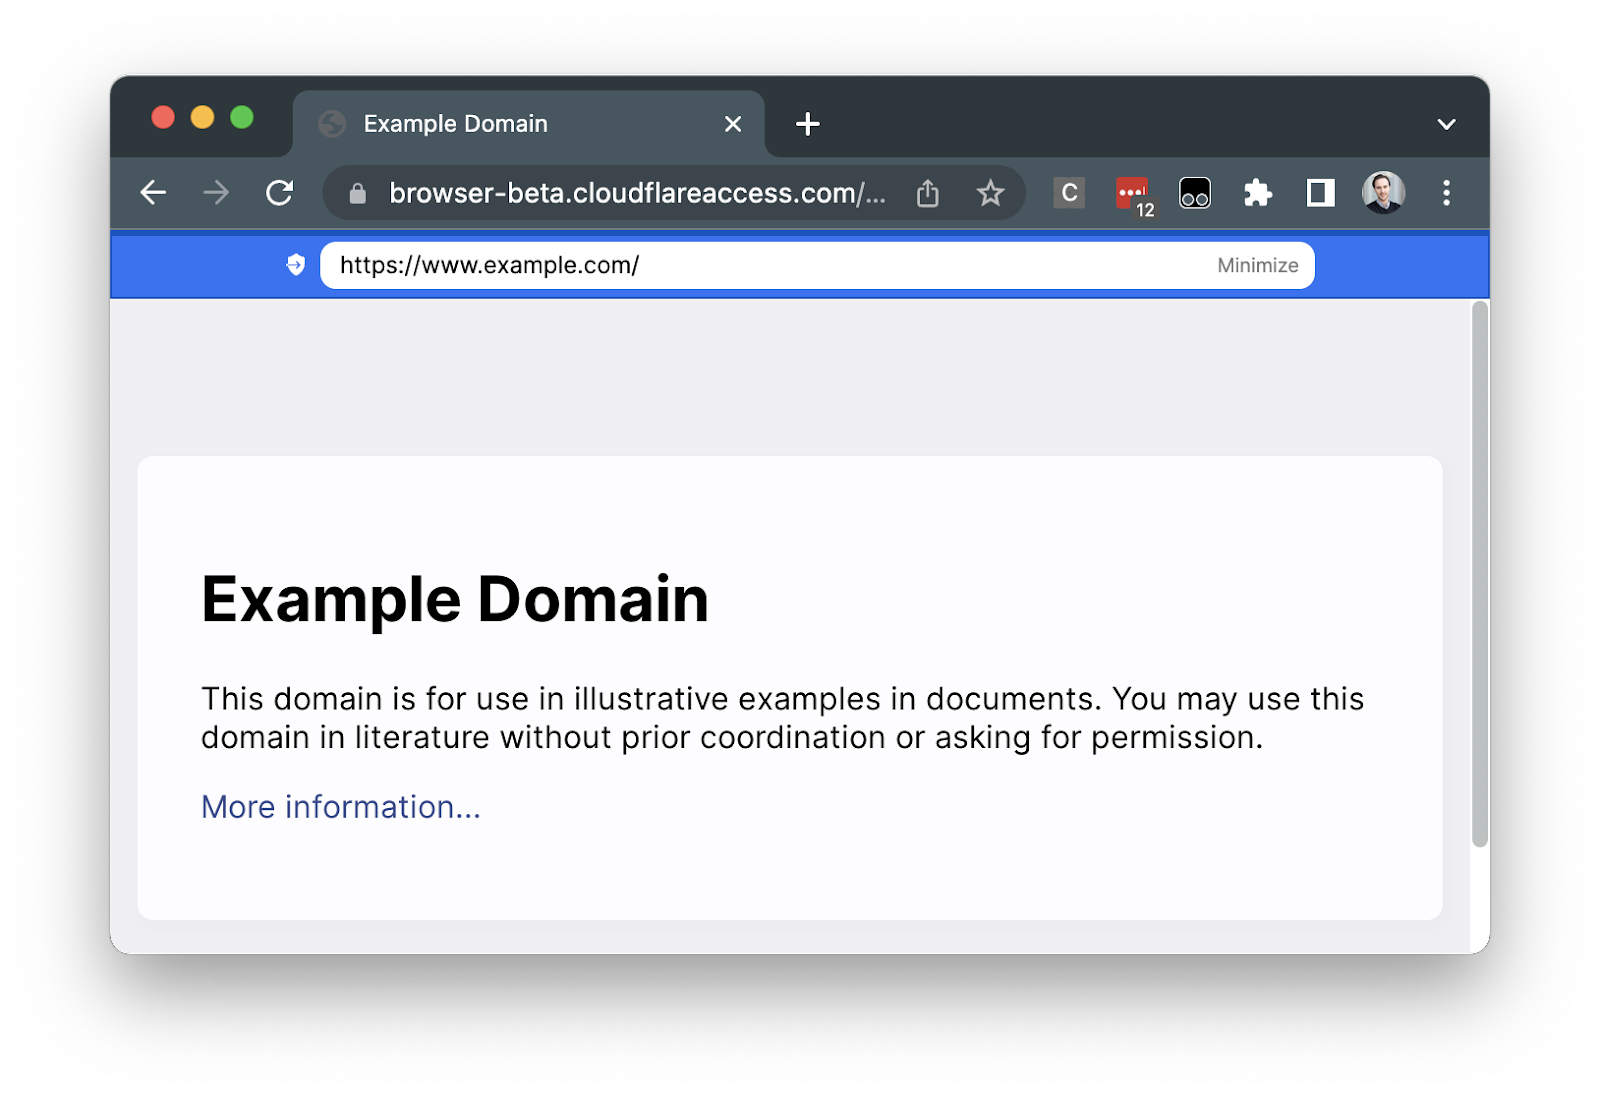 Example Domain
browser-beta.cloudflareaccess.com/...
C
12
https://www.example.com/
Minimize
Example Domain
This domain is for use in illustrative examples in documents. You may use this
domain in literature without prior coordination or asking for permission.
More information...